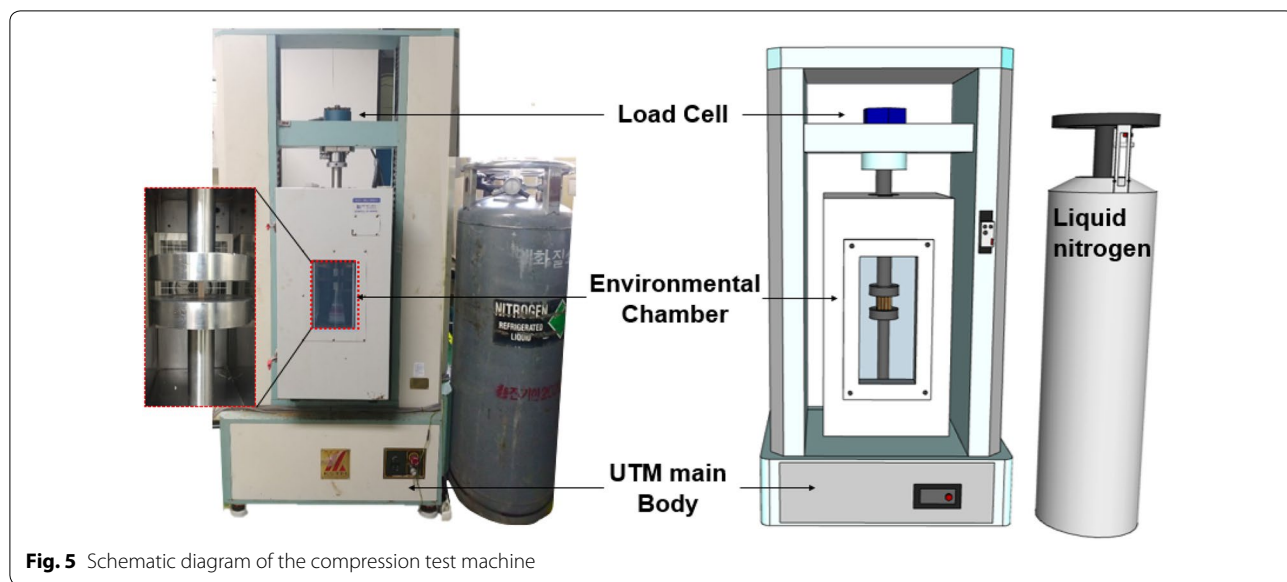 Load Cell
Environmental
Chamber
UTM main
Body
Liquid
nitrogen
NITROGEN
REFRIGERATED
LIQUID
Fig. 5 Schematic diagram of the compression test machine